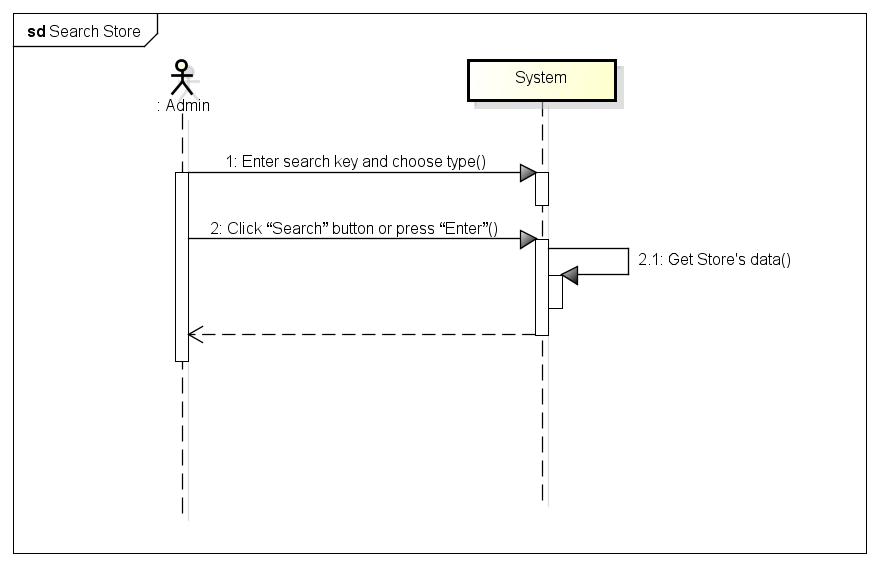 sd Search Store
: Admin
System
1: Enter search key and choose type()
2: Click “Search” button or press “Enter”()
2.1: Get Store's data()